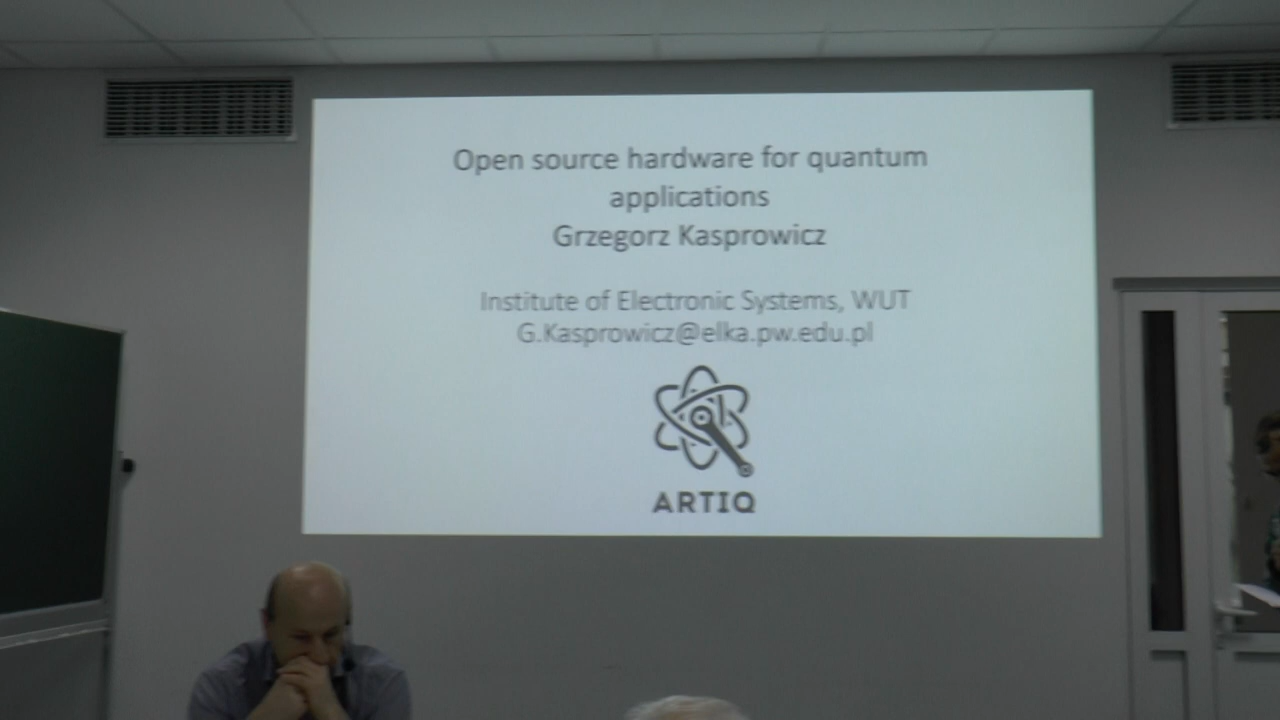 Open source hardware for quantum
applications
Grzegorz Kasprowicz
Institute of Electronic Systems, WUT
G.Kasprowicz@elka.pw.edu.pl
ARTIQ